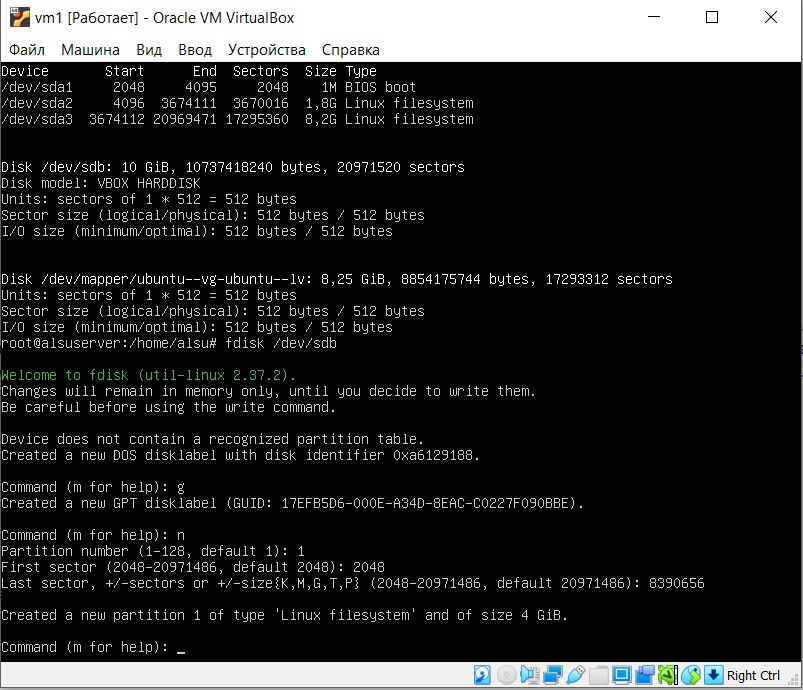 vm1 [Работает] - Oracle VM VirtualBox
Файл Машина Вид Ввод Устройства Справка
Device Start End Sectors Size Type
/dev/sda1 2048 4095 2048 1M BIOS boot
/dev/sda2 4096 3674111 3670016 1,8G Linux filesystem
/dev/sda3 3674112 20969471 17295360 8,2G Linux filesystem
Disk /dev/sdb: 10 GiB, 10737418240 bytes, 20971520 sectors
Disk model: VBOX HARDDISK
Units: sectors of 1 * 512 = 512 bytes
Sector size (logical/physical): 512 bytes / 512 bytes
I/O size (minimum/optimal): 512 bytes / 512 bytes
Disk /dev/mapper/ubuntu--vg-ubuntu--lv: 8,25 GiB, 8854175744 bytes, 17293312 sectors
Units: sectors of 1 * 512 = 512 bytes
Sector size (logical/physical): 512 bytes / 512 bytes
I/O size (minimum/optimal): 512 bytes / 512 bytes
root@alsuserver:/home/alsu# fdisk /dev/sdb
Welcome to fdisk (util-linux 2.37.2).
Changes will remain in memory only, until you decide to write them.
Be careful before using the write command.
Device does not contain a recognized partition table.
Created a new DOS disklabel with disk identifier 0xa6129188.
Command (m for help): g
Created a new GPT disklabel (GUID: 17EFB5D6-000E-A34D-8EAC-C0227F090BBE).
Command (m for help): n
Partition number (1-128, default 1): 1
First sector (2048-20971486, default 2048): 2048
Last sector, +/-sectors or +/-size{K,M,G,T,P} (2048-20971486, default 20971486): 8390656
Created a new partition 1 of type 'Linux filesystem' and of size 4 GiB.
Command (m for help): _
Right Ctrl